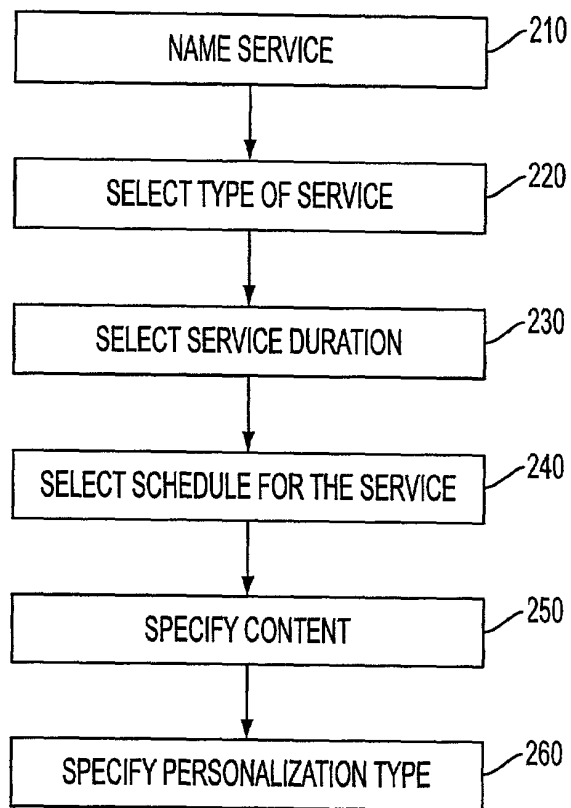 NAME SERVICE
210
SELECT TYPE OF SERVICE
220
SELECT SERVICE DURATION
230
SELECT SCHEDULE FOR THE SERVICE
240
SPECIFY CONTENT
250
SPECIFY PERSONALIZATION TYPE
260